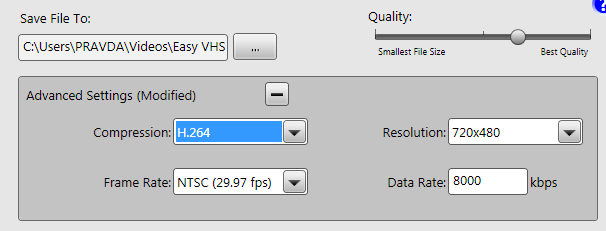 Save File To:
Quality:
C:\Users\PRAVDA\Videos\Easy VHS
...
Smallest File Size
Best Quality
Advanced Settings (Modified)
Compression: H.264
Resolution: 720x480
Frame Rate: NTSC (29.97 fps)
Data Rate: 8000 kbps